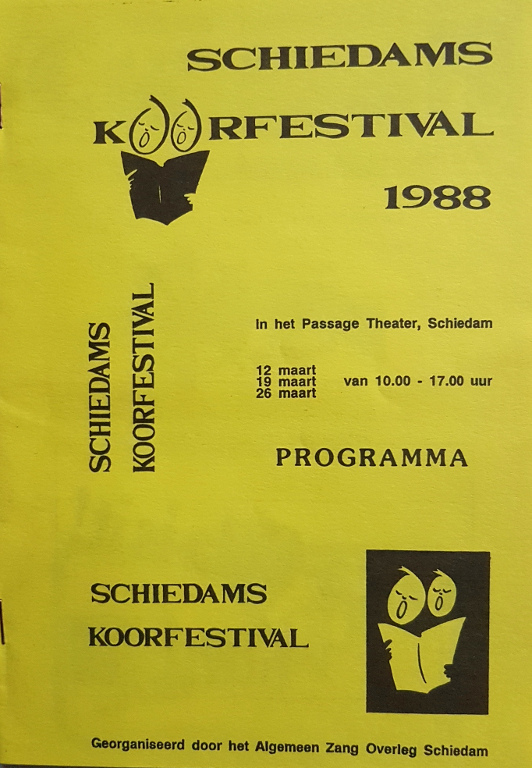 SCHIEDAMS
KOORFESTIVAL
1988
SCHIEDAMS
KOORFESTIVAL
In het Passage Theater, Schiedam
12 maart
19 maart van 10.00 - 17.00 uur
26 maart
PROGRAMMA
SCHIEDAMS
KOORFESTIVAL
Georganiseerd door het Algemeen Zang Overleg Schiedam